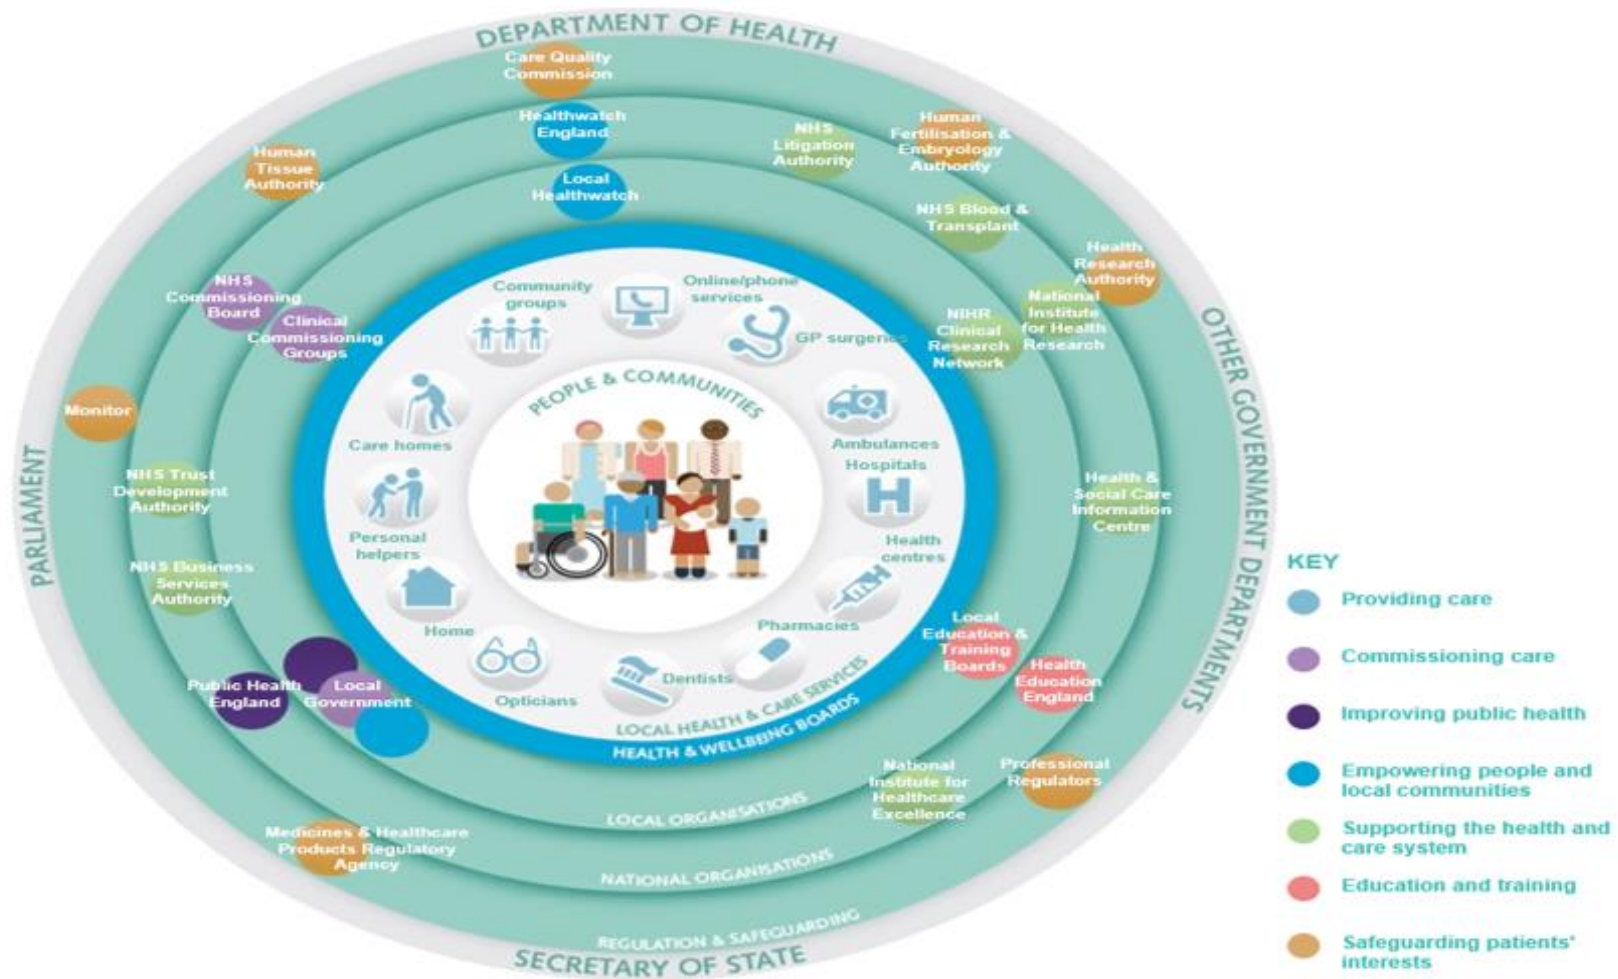 DEPARTMENT OF HEALTH
Care Quality
Commission
Healthwatch
England
Local
Healthwatch
NHS
Litigation
Authority
Human
Fertilisation &
Embryology
Authority
NHS Blood &
Transplant
Health
Research
Authority
National
Institute
for Health
Research
NIHR
Clinical
Research
Network
Human
Tissue
Authority
NHS
Commissioning
Board
Clinical
Commissioning
Groups
Monitor
NHS Trust
Development
Authority
NHS Business
Services
Authority
Public Health
England
Local
Government
Medicines & Healthcare
Products Regulatory
Agency
PARLIAMENT
OTHER GOVERNMENT DEPARTMENTS
Health &
Social Care
Information
Centre
Local
Education &
Training
Boards
Health
Education
England
Professional
Regulators
National
Institute for
Healthcare
Excellence
Community
groups
Online/phone
services
GP surgeries
Ambulances
Hospitals
Health
centres
Pharmacies
Dentists
Opticians
Home
Personal
helpers
Care homes
PEOPLE & COMMUNITIES
LOCAL HEALTH & CARE SERVICES
HEALTH & WELLBEING BOARDS
LOCAL ORGANISATIONS
NATIONAL ORGANISATIONS
REGULATION & SAFEGUARDING
SECRETARY OF STATE
KEY
Providing care
Commissioning care
Improving public health
Empowering people and
local communities
Supporting the health and
care system
Education and training
Safeguarding patients'
interests